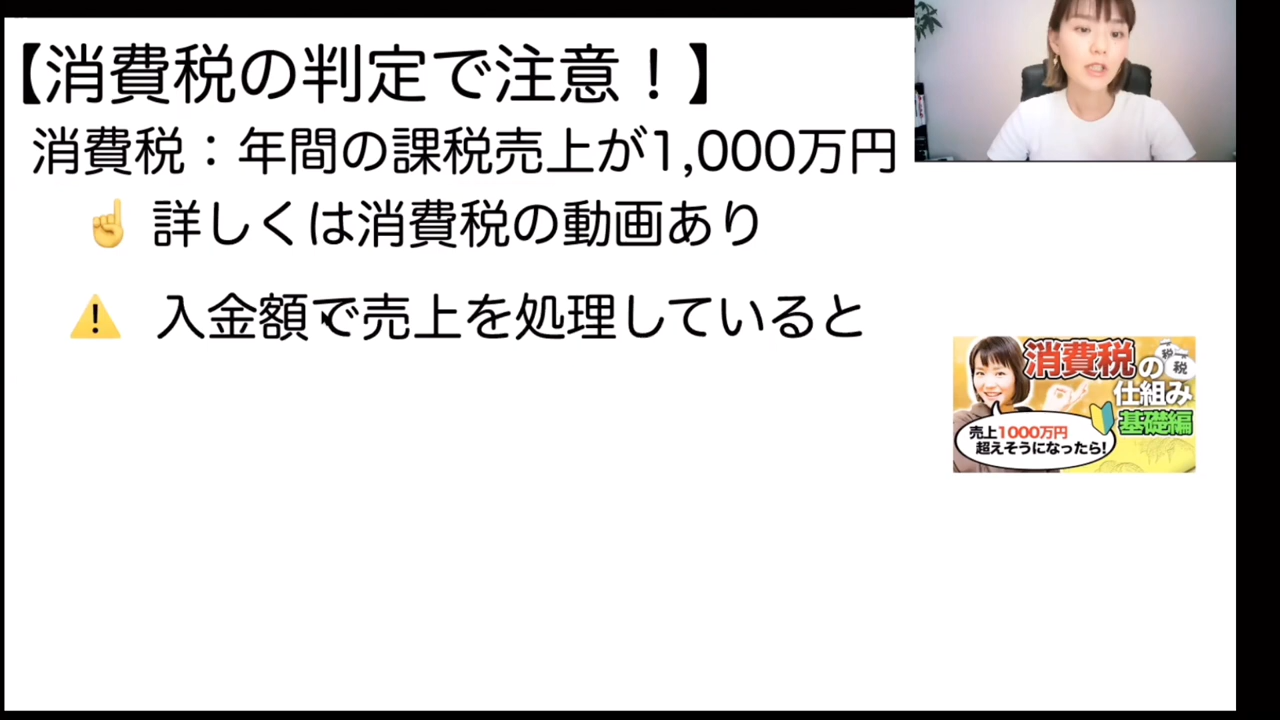 【消費税の判定で注意！】
消費税：年間の課税売上が1,000万円
☝ 詳しくは消費税の動画あり
⚠ 入金額で売上を処理していると
消費税の
税 税
仕組み
基礎編
売上1000万円
超えそうになったら!